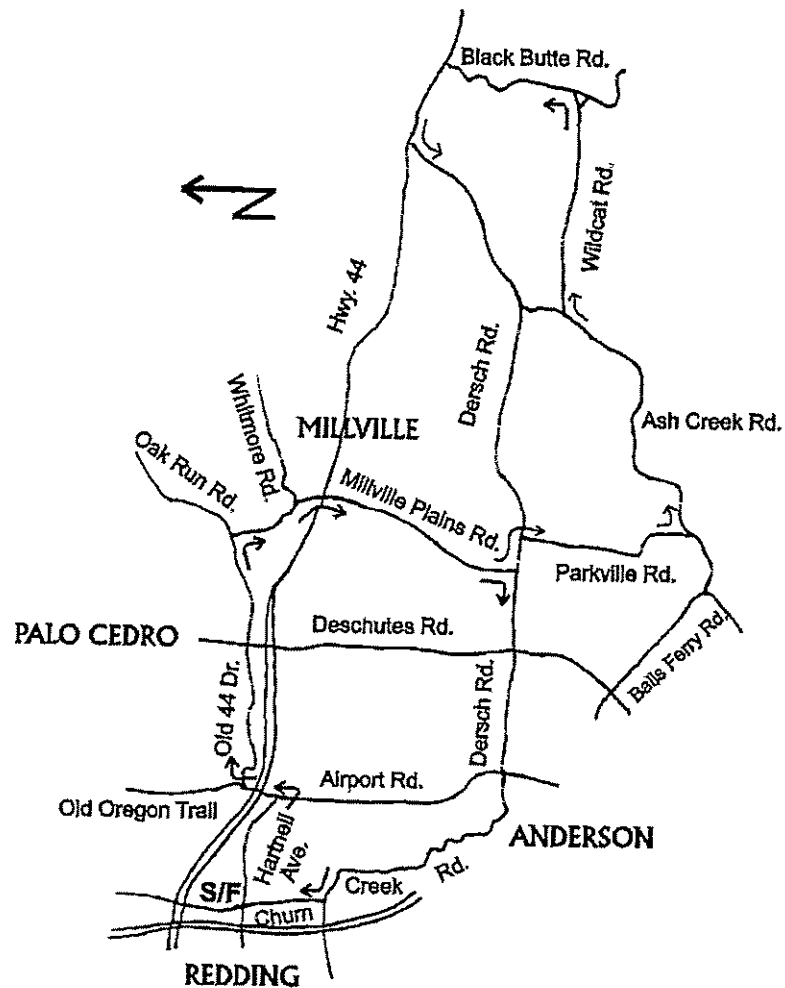 Black Butte Rd.
N
Wildcat Rd.
Hwy. 44
Dersch Rd.
Whitmore Rd.
MILLVILLE
Ash Creek Rd.
Oak Run Rd.
Millville Plains Rd.
Parkville Rd.
PALO CEDRO
Deschutes Rd.
Balls Ferry Rd.
Old 44 Dr.
Dersch Rd.
Airport Rd.
Old Oregon Trail
Hartnell
Ave.
ANDERSON
S/F
Churn Creek Rd.
REDDING